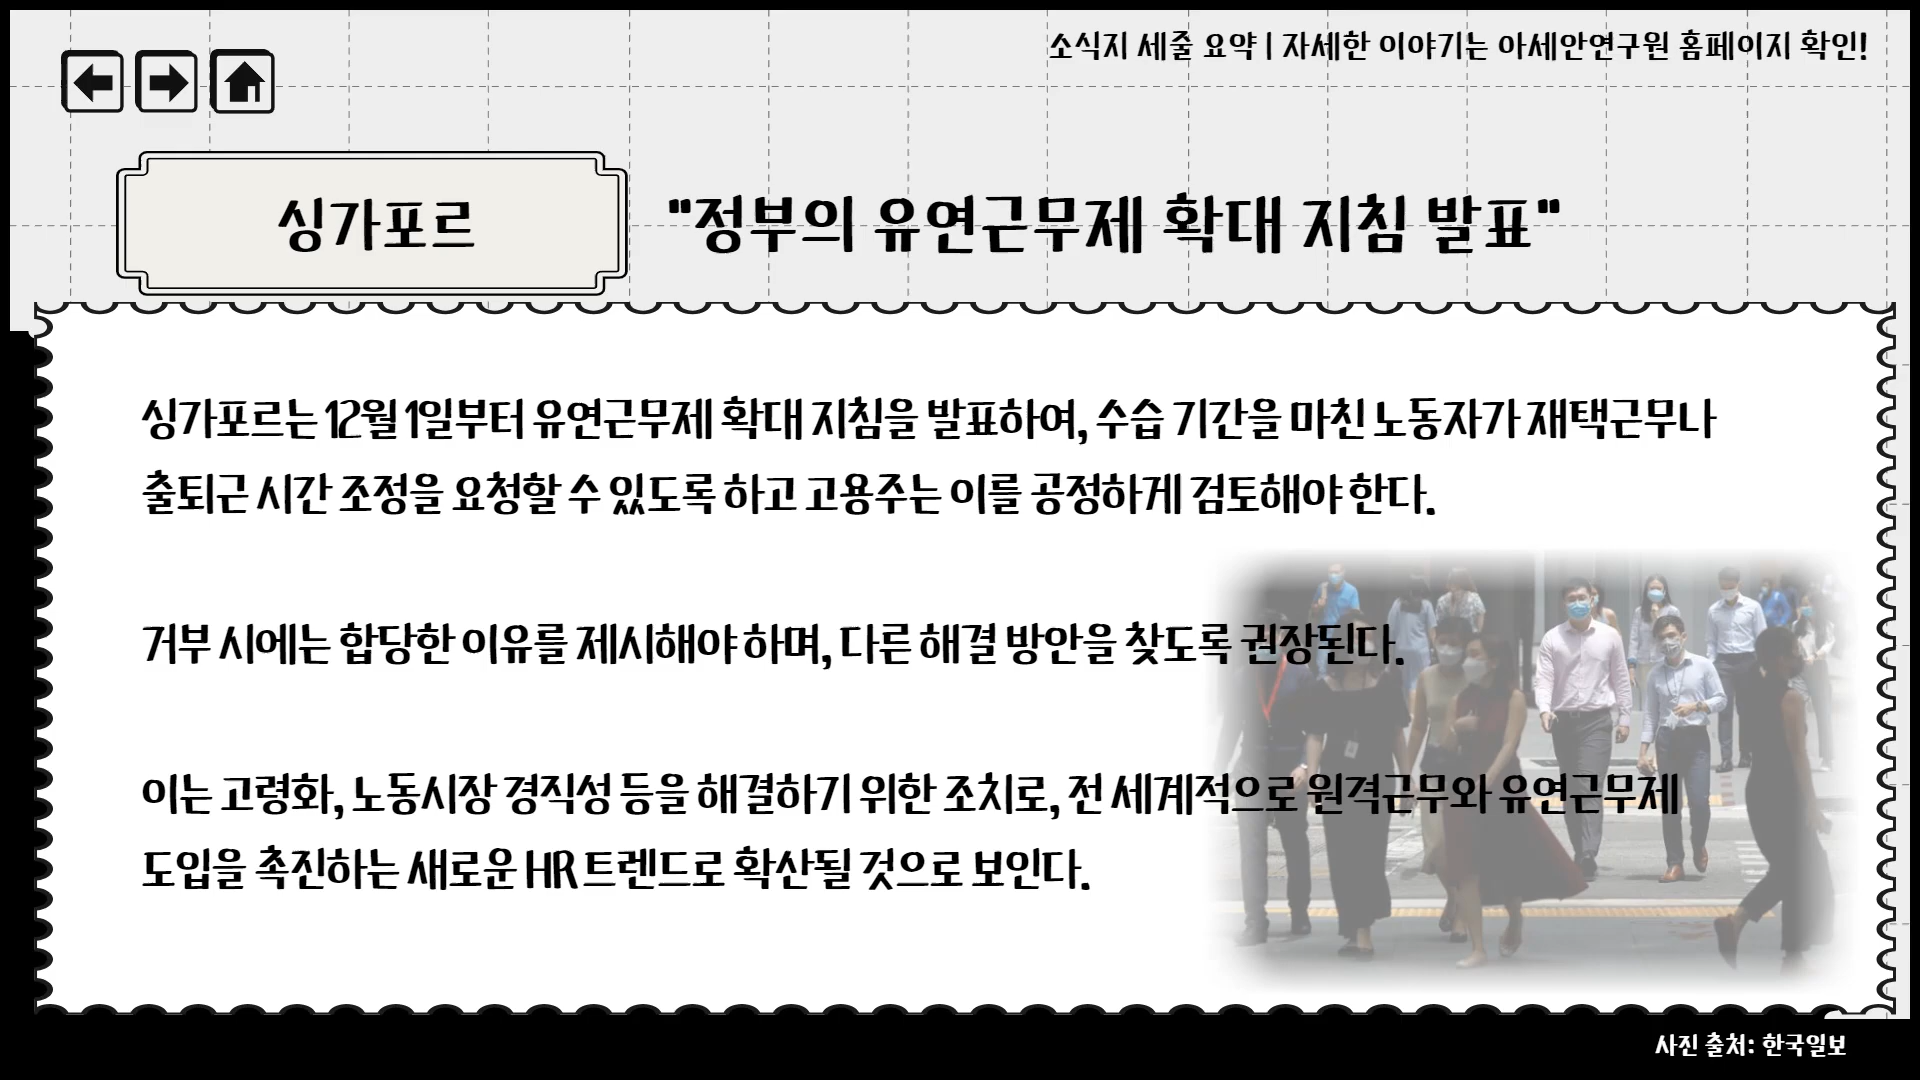 소식지 세줄 요약 | 자세한 이야기는 아세안연구원 홈페이지 확인!
싱가포르
"정부의 유연근무제 확대 지침 발표"
싱가포르는 12월 1일부터 유연근무제 확대 지침을 발표하여, 수습 기간을 마친 노동자가 재택근무나
출퇴근 시간 조정을 요청할 수 있도록 하고 고용주는 이를 공정하게 검토해야 한다.
거부 시에는 합당한 이유를 제시해야 하며, 다른 해결 방안을 찾도록 권장된다.
이는 고령화, 노동시장 경직성 등을 해결하기 위한 조치로, 전 세계적으로 원격근무와 유연근무제
도입을 촉진하는 새로운 HR 트렌드로 확산될 것으로 보인다.
사진 출처: 한국일보